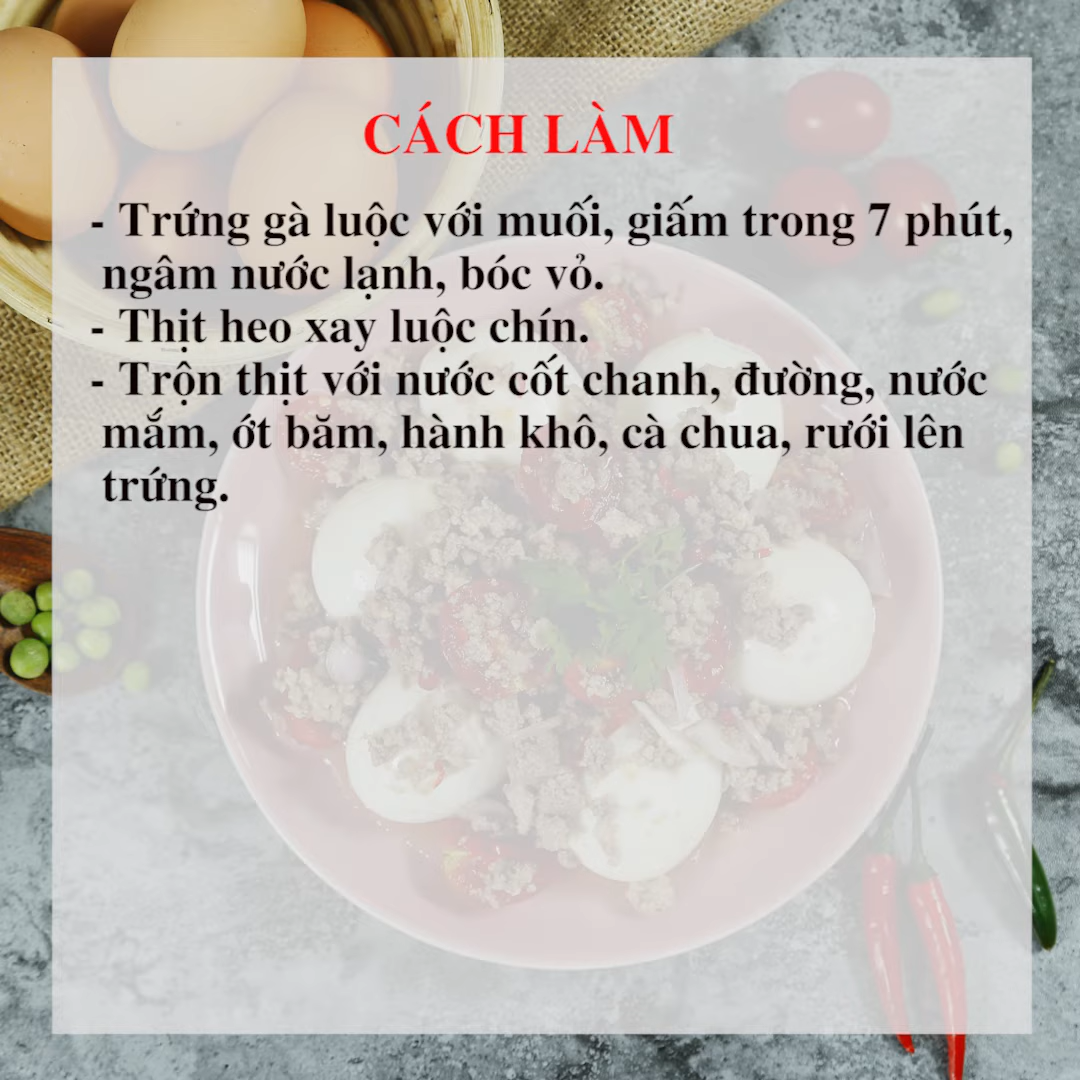 CÁCH LÀM
- Trứng gà luộc với muối, giấm trong 7 phút,
ngâm nước lạnh, bóc vỏ.
- Thịt heo xay luộc chín.
- Trộn thịt với nước cốt chanh, đường, nước
mắm, ớt băm, hành khô, cà chua, rưới lên
trứng.